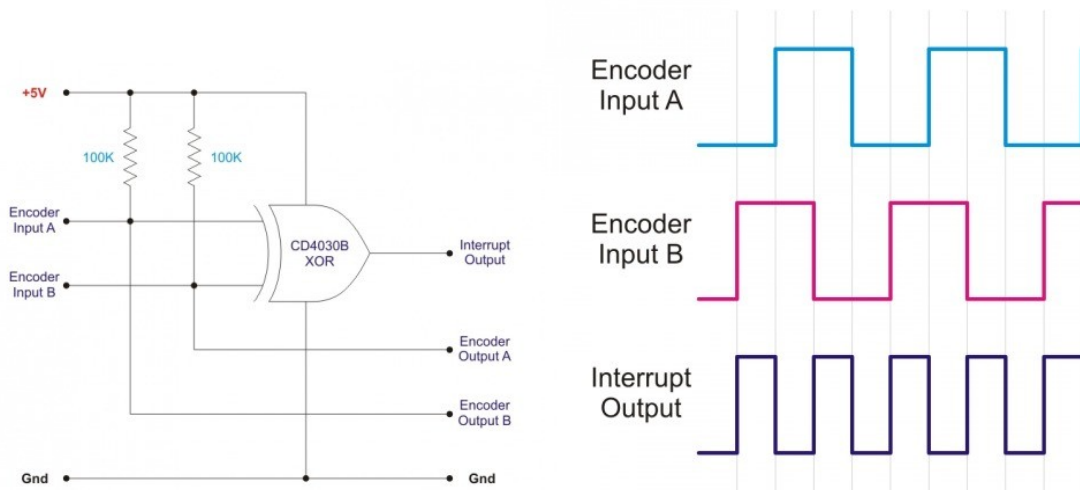 +5V
100K
100K
Encoder
Input A
Encoder
Input B
CD4030B
XOR
Interrupt
Output
Encoder
Output A
Encoder
Output B
Gnd
Gnd
Encoder
Input A
Encoder
Input B
Interrupt
Output